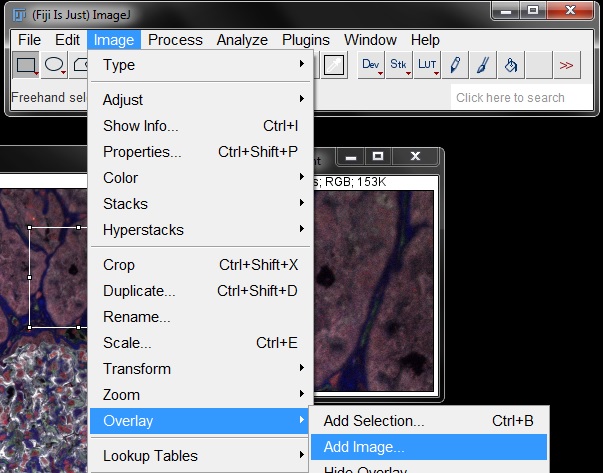 (Fiji Is Just) ImageJ
File Edit Image Process Analyze Plugins Window Help
Dev Stk LUT >>
Freehand sel
Click here to search
Type
Adjust
Show Info... Ctrl+I
Properties... Ctrl+Shift+P
Color
Stacks
Hyperstacks
Crop Ctrl+Shift+X
Duplicate... Ctrl+Shift+D
Rename...
Scale... Ctrl+E
Transform
Zoom
Overlay
Lookup Tables
nt
s; RGB; 153K
Add Selection... Ctrl+B
Add Image...
Hide Overlay